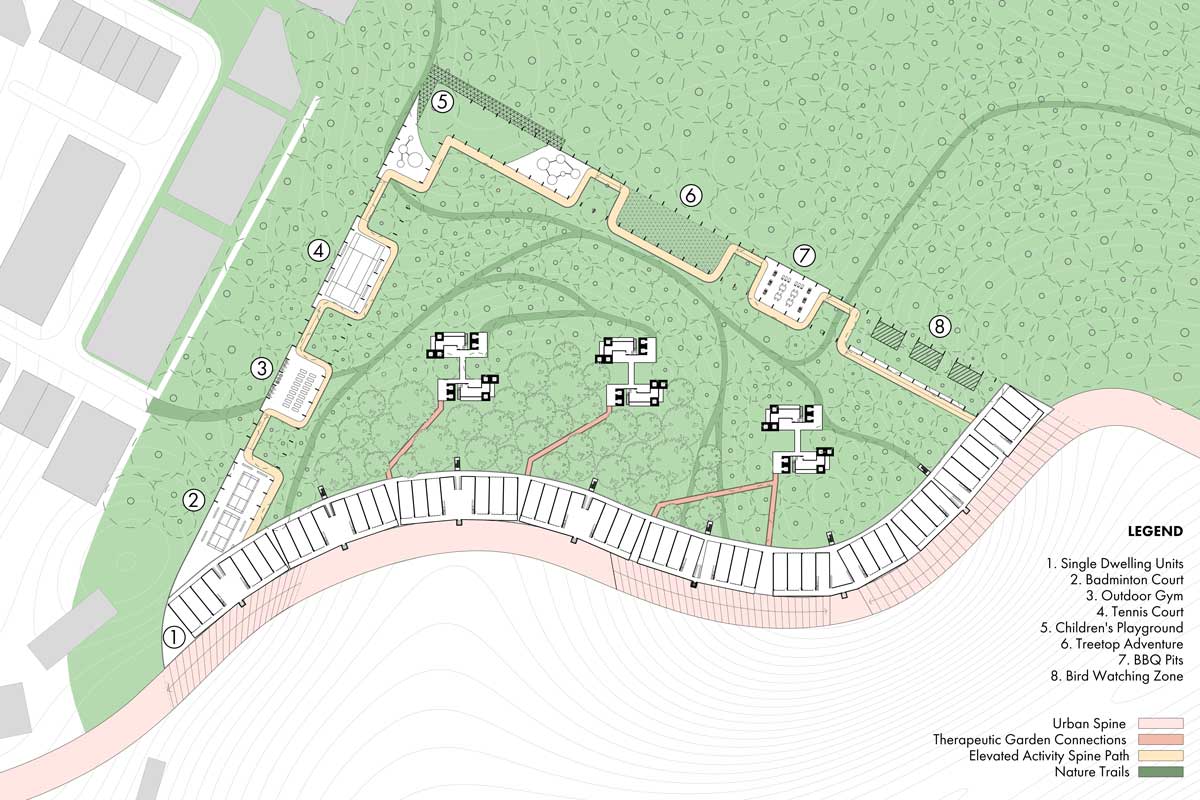 5
6
4
7
8
3
2
1
LEGEND
1. Single Dwelling Units
2. Badminton Court
3. Outdoor Gym
4. Tennis Court
5. Children's Playground
6. Treetop Adventure
7. BBQ Pits
8. Bird Watching Zone
Urban Spine
Therapeutic Garden Connections
Elevated Activity Spine Path
Nature Trails